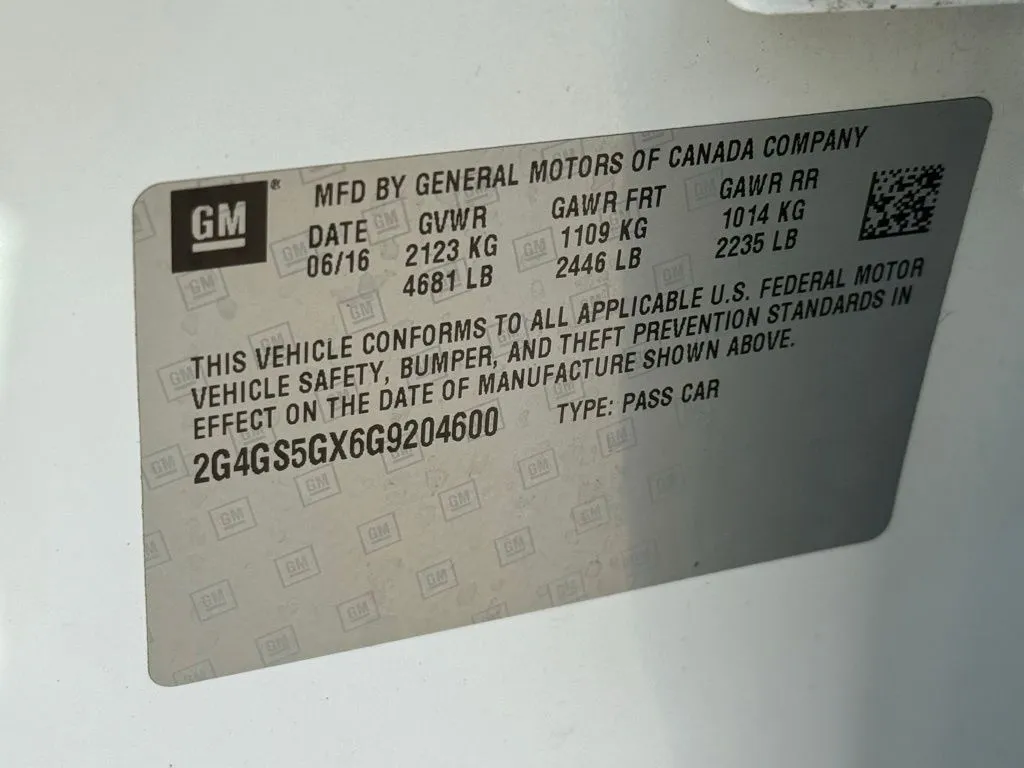 GM ® MFD BY GENERAL MOTORS OF CANADA COMPANY
DATE GVWR GAWR FRT GAWR RR
06/16 2123 KG 1109 KG 1014 KG
4681 LB 2446 LB 2235 LB
THIS VEHICLE CONFORMS TO ALL APPLICABLE U.S. FEDERAL MOTOR
VEHICLE SAFETY, BUMPER, AND THEFT PREVENTION STANDARDS IN
EFFECT ON THE DATE OF MANUFACTURE SHOWN ABOVE.
2G4GS5GX6G9204600 TYPE: PASS CAR